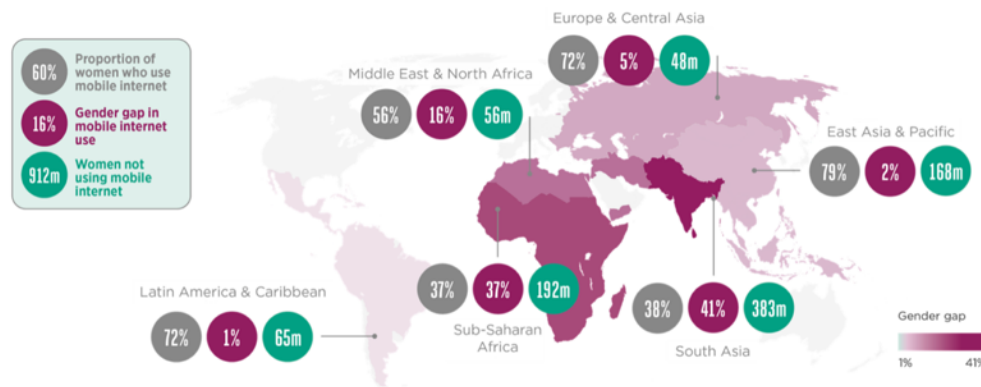 60%
Proportion of
women who use
mobile internet
16%
Gender gap in
mobile internet
use
912m
Women not
using mobile
internet
Europe & Central Asia
72% 5% 48m
Middle East & North Africa
56% 16% 56m
East Asia & Pacific
79% 2% 168m
Latin America & Caribbean
72% 1% 65m
37% 37% 192m
Sub-Saharan
Africa
38% 41% 383m
South Asia
Gender gap
1% 41%